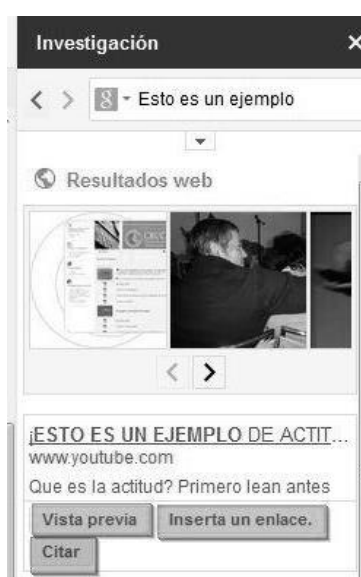 Investigación
Esto es un ejemplo
Resultados web
¡ESTO ES UN EJEMPLO DE ACTIT...
www.youtube.com
Que es la actitud? Primero lean antes
Vista previa Inserta un enlace.
Citar